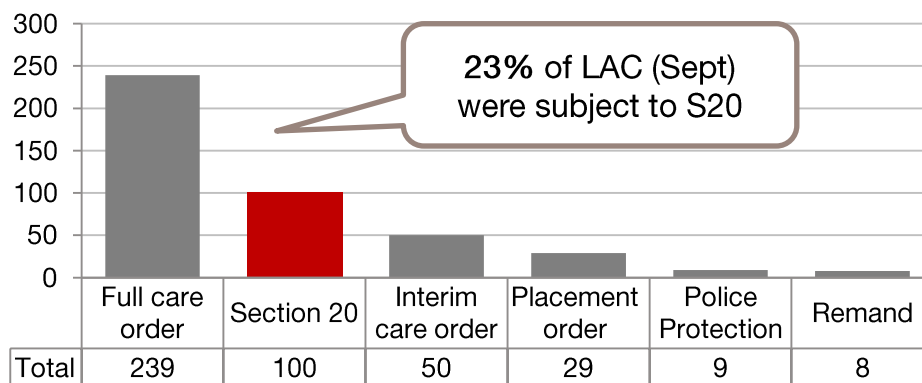 300
250
200
150
100
50
0
23% of LAC (Sept)
were subject to S20
Full care
order
Section 20
Interim
care order
Placement
order
Police
Protection
Remand
Total 239 100 50 29 9 8